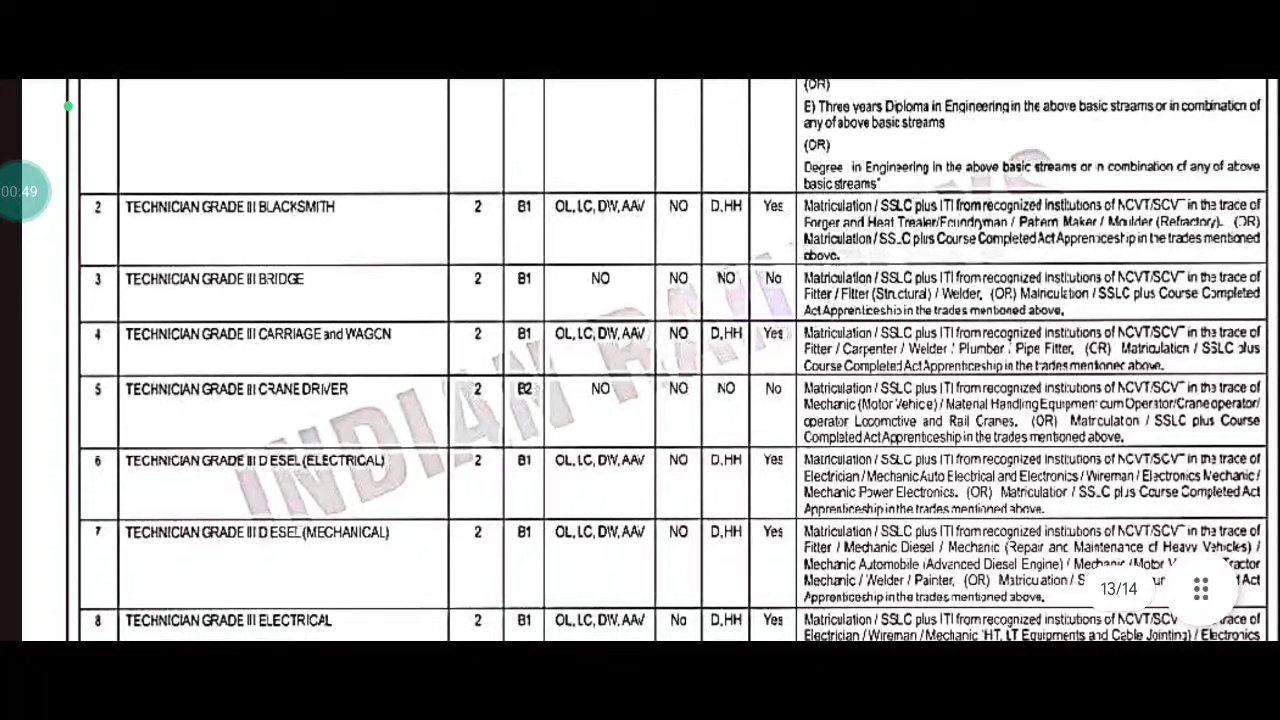 (OR)
E) Three years Diploma in Engineering in the above basic streams or in combination of
any of above basic streams
(OR)
Degree in Engineering in the above basic streams or in combination of any of above
basic streams"
2 TECHNICIAN GRADE III BLACKSMITH 2 B1 OL, LC, DW, AAV NO D,HH Yes Matriculation / SSLC plus ITI from recognized institutions of NCVT/SCVT in the trade of
Forger and Heat Treater/Foundryman / Pattern Maker / Moulder (Refractory). (OR)
Matriculation / SSLC plus Course Completed Act Apprenticeship in the trades mentioned
above.
3 TECHNICIAN GRADE III BRIDGE 2 B1 NO NO NO No Matriculation / SSLC plus ITI from recognized institutions of NCVT/SCVT in the trade of
Fitter / Fitter (Structural) / Welder. (OR) Matriculation / SSLC plus Course Completed
Act Apprenticeship in the trades mentioned above.
4 TECHNICIAN GRADE III CARRIAGE and WAGON 2 B1 OL, LC, DW, AAV NO D,HH Yes Matriculation / SSLC plus ITI from recognized institutions of NCVT/SCVT in the trade of
Fitter / Carpenter / Welder / Plumber / Pipe Fitter. (OR) Matriculation / SSLC plus
Course Completed Act Apprenticeship in the trades mentioned above.
5 TECHNICIAN GRADE III CRANE DRIVER 2 B2 NO NO NO No Matriculation / SSLC plus ITI from recognized institutions of NCVT/SCVT in the trade of
Mechanic (Motor Vehicle) / Material Handling Equipment cum Operator/Crane operator/
operator Locomotive and Rail Cranes. (OR) Matriculation / SSLC plus Course
Completed Act Apprenticeship in the trades mentioned above.
6 TECHNICIAN GRADE III DIESEL (ELECTRICAL) 2 B1 OL, LC, DW, AAV NO D,HH Yes Matriculation / SSLC plus ITI from recognized institutions of NCVT/SCVT in the trade of
Electrician / Mechanic Auto Electrical and Electronics / Wireman / Electronics Mechanic /
Mechanic Power Electronics. (OR) Matriculation / SSLC plus Course Completed Act
Apprenticeship in the trades mentioned above.
7 TECHNICIAN GRADE III DIESEL (MECHANICAL) 2 B1 OL, LC, DW, AAV NO D,HH Yes Matriculation / SSLC plus ITI from recognized institutions of NCVT/SCVT in the trade of
Fitter / Mechanic Diesel / Mechanic (Repair and Maintenance of Heavy Vehicles) /
Mechanic Automobile (Advanced Diesel Engine) / Mechanic (Motor Tractor
Mechanic / Welder / Painter. (OR) Matriculation / Act
Apprenticeship in the trades mentioned above.
8 TECHNICIAN GRADE III ELECTRICAL 2 B1 OL, LC, DW, AAV No D,HH Yes Matriculation / SSLC plus ITI from recognized institutions of NCVT/SCV trade of
Electrician / Wireman / Mechanic (HT, LT Equipments and Cable Jointing) / Electronics
00:49
13/14
INDIAN RAI